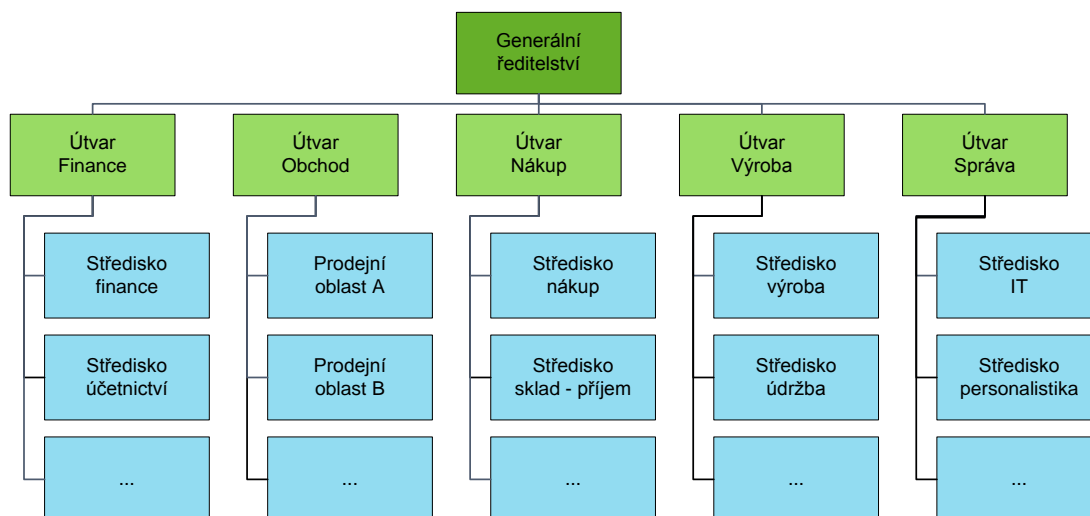 Generální
ředitelství
Útvar
Finance
Útvar
Obchod
Útvar
Nákup
Útvar
Výroba
Útvar
Správa
Středisko
finance
Prodejní
oblast A
Středisko
nákup
Středisko
výroba
Středisko
IT
Středisko
účetnictví
Prodejní
oblast B
Středisko
sklad - příjem
Středisko
údržba
Středisko
personalistika
...
...
...
...
...